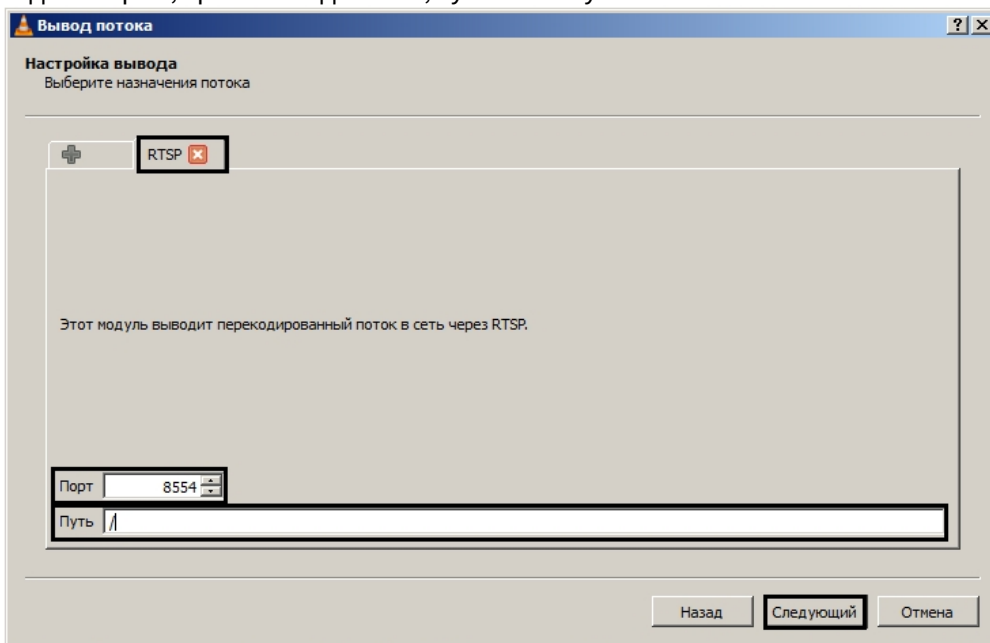 Вывод потока
Настройка вывода
Выберите назначения потока
RTSP
Этот модуль выводит перекодированный поток в сеть через RTSP.
Порт 8554
Путь /
Назад Следующий Отмена